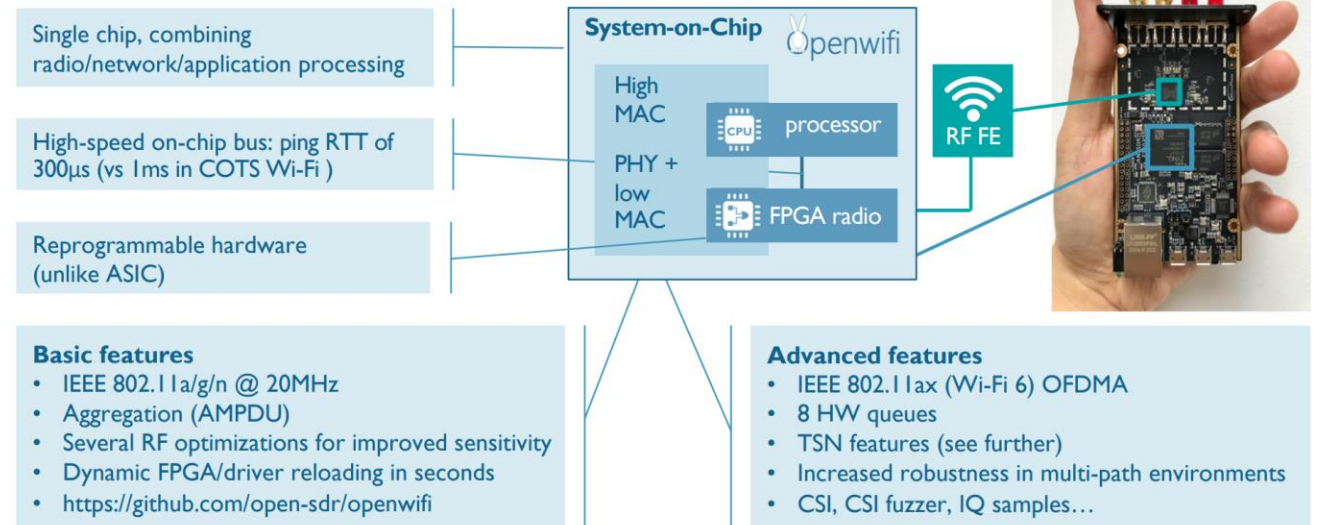 Single chip, combining
radio/network/application processing
High-speed on-chip bus: ping RTT of
300µs (vs 1ms in COTS Wi-Fi )
Reprogrammable hardware
(unlike ASIC)
System-on-Chip
Openwifi
High
MAC
PHY +
low
MAC
CPU
processor
FPGA radio
RF FE
Basic features
• IEEE 802.11a/g/n @ 20MHz
• Aggregation (AMPDU)
• Several RF optimizations for improved sensitivity
• Dynamic FPGA/driver reloading in seconds
• https://github.com/open-sdr/openwifi
Advanced features
• IEEE 802.11ax (Wi-Fi 6) OFDMA
• 8 HW queues
• TSN features (see further)
• Increased robustness in multi-path environments
• CSI, CSI fuzzer, IQ samples…